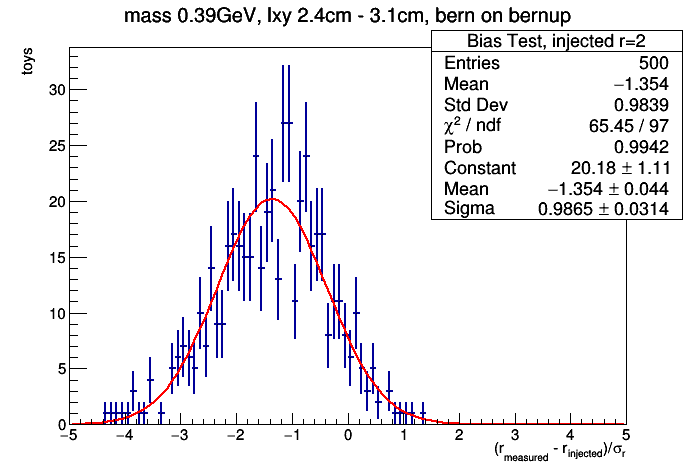 mass 0.39GeV, lxy 2.4cm - 3.1cm, bern on bernup
Bias Test, injected r=2
Entries 500
Mean −1.354
Std Dev 0.9839
χ² / ndf 65.45 / 97
Prob 0.9942
Constant 20.18 ± 1.11
Mean −1.354 ± 0.044
Sigma 0.9865 ± 0.0314
toys
30
25
20
15
10
5
0
−5 −4 −3 −2 −1 0 1 2 3 4 5
(r_measured - r_injected)/σ_r